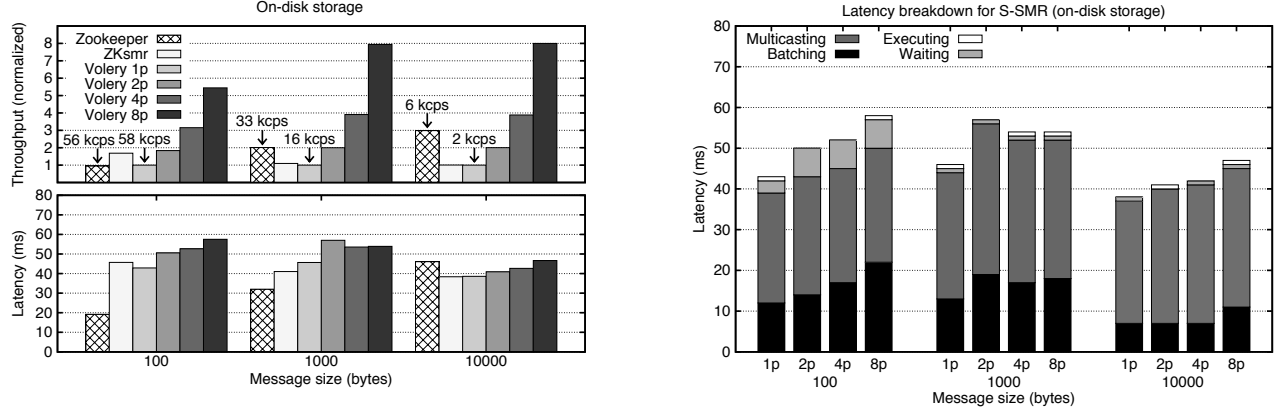 On-disk storage
Throughput (normalized)
8
7
6
5
4
3
2
1
Zookeeper
ZKsmr
Volery 1p
Volery 2p
Volery 4p
Volery 8p
56 kcps
58 kcps
33 kcps
16 kcps
6 kcps
2 kcps
Latency (ms)
80
70
60
50
40
30
20
10
0
100 1000 10000
Message size (bytes)
Latency breakdown for S-SMR (on-disk storage)
Multicasting Executing
Batching Waiting
Latency (ms)
80
70
60
50
40
30
20
10
0
1p 2p 4p 8p 1p 2p 4p 8p 1p 2p 4p 8p
100 1000 10000
Message size (bytes)